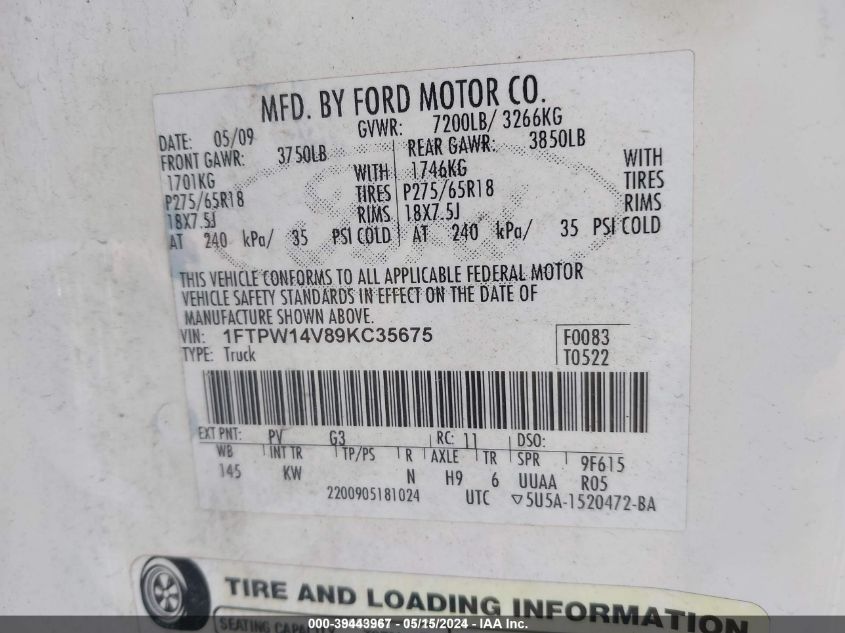 MFD. BY FORD MOTOR CO.
DATE: 05/09 GVWR: 7200LB/ 3266KG
FRONT GAWR: 3750LB REAR GAWR: 3850LB
1701KG WITH 1746KG WITH
P275/65R18 TIRES P275/65R18 TIRES
18X7.5J RIMS 18X7.5J RIMS
AT 240 kPa/ 35 PSI COLD AT 240 kPa/ 35 PSI COLD
THIS VEHICLE CONFORMS TO ALL APPLICABLE FEDERAL MOTOR
VEHICLE SAFETY STANDARDS IN EFFECT ON THE DATE OF
MANUFACTURE SHOWN ABOVE.
VIN: 1FTPW14V89KC35675 F0083
TYPE: Truck T0522
EXT PNT: PV G3 RC: 11 DSO:
WB INT TR TP/PS R AXLE TR SPR 9F615
145 KW N H9 6 UUAA R05
2200905181024 UTC ▽5U5A-1520472-BA
TIRE AND LOADING INFORMATION
SEATING CAPACITY
000-39443967 - 05/15/2024 - IAA Inc.